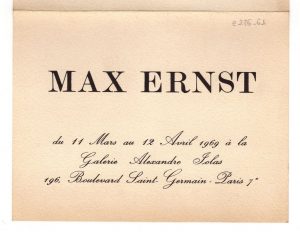 MAX ERNST
du 11 Mars au 12 Avril 1969 à la
Galerie Alexandre Iolas
196, Boulevard Saint-Germain - Paris 7ᵉ